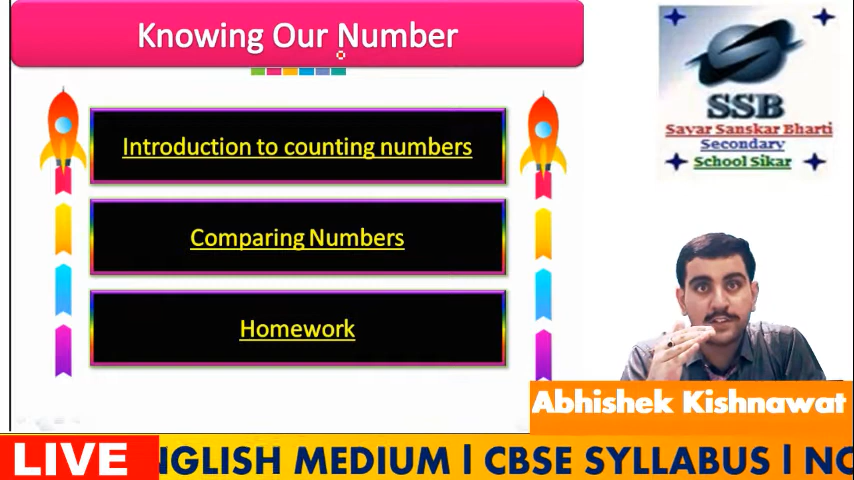 Knowing Our Number
Introduction to counting numbers
Comparing Numbers
Homework
SSB
Savar Sanskar Bharti
Secondary
School Sikar
Abhishek Kishnawat
LIVE
NGLISH MEDIUM | CBSE SYLLABUS | NC